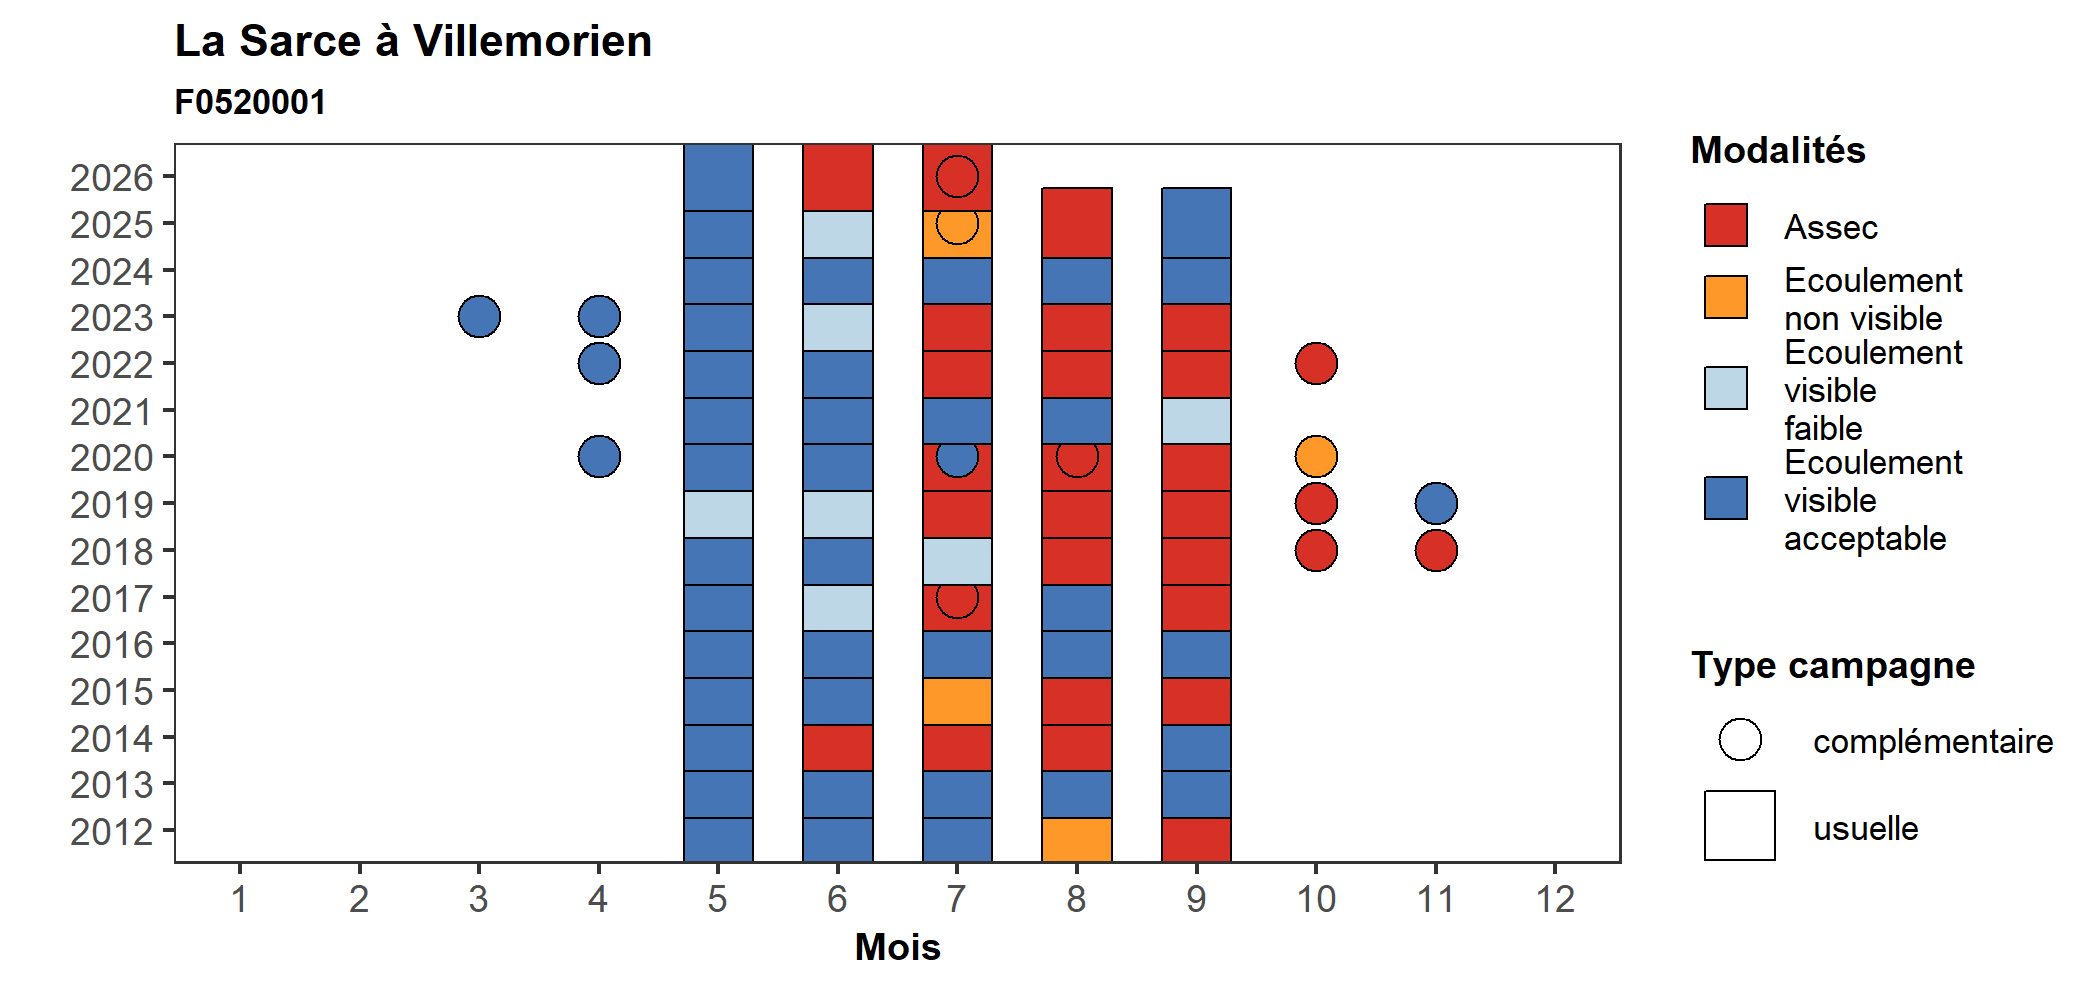 La Sarce à Villemorien
F0520001
2026
2025
2024
2023
2022
2021
2020
2019
2018
2017
2016
2015
2014
2013
2012
1 2 3 4 5 6 7 8 9 10 11 12
Mois
Modalités
Assec
Ecoulement
non visible
Ecoulement
visible
faible
Ecoulement
visible
acceptable
Type campagne
complémentaire
usuelle